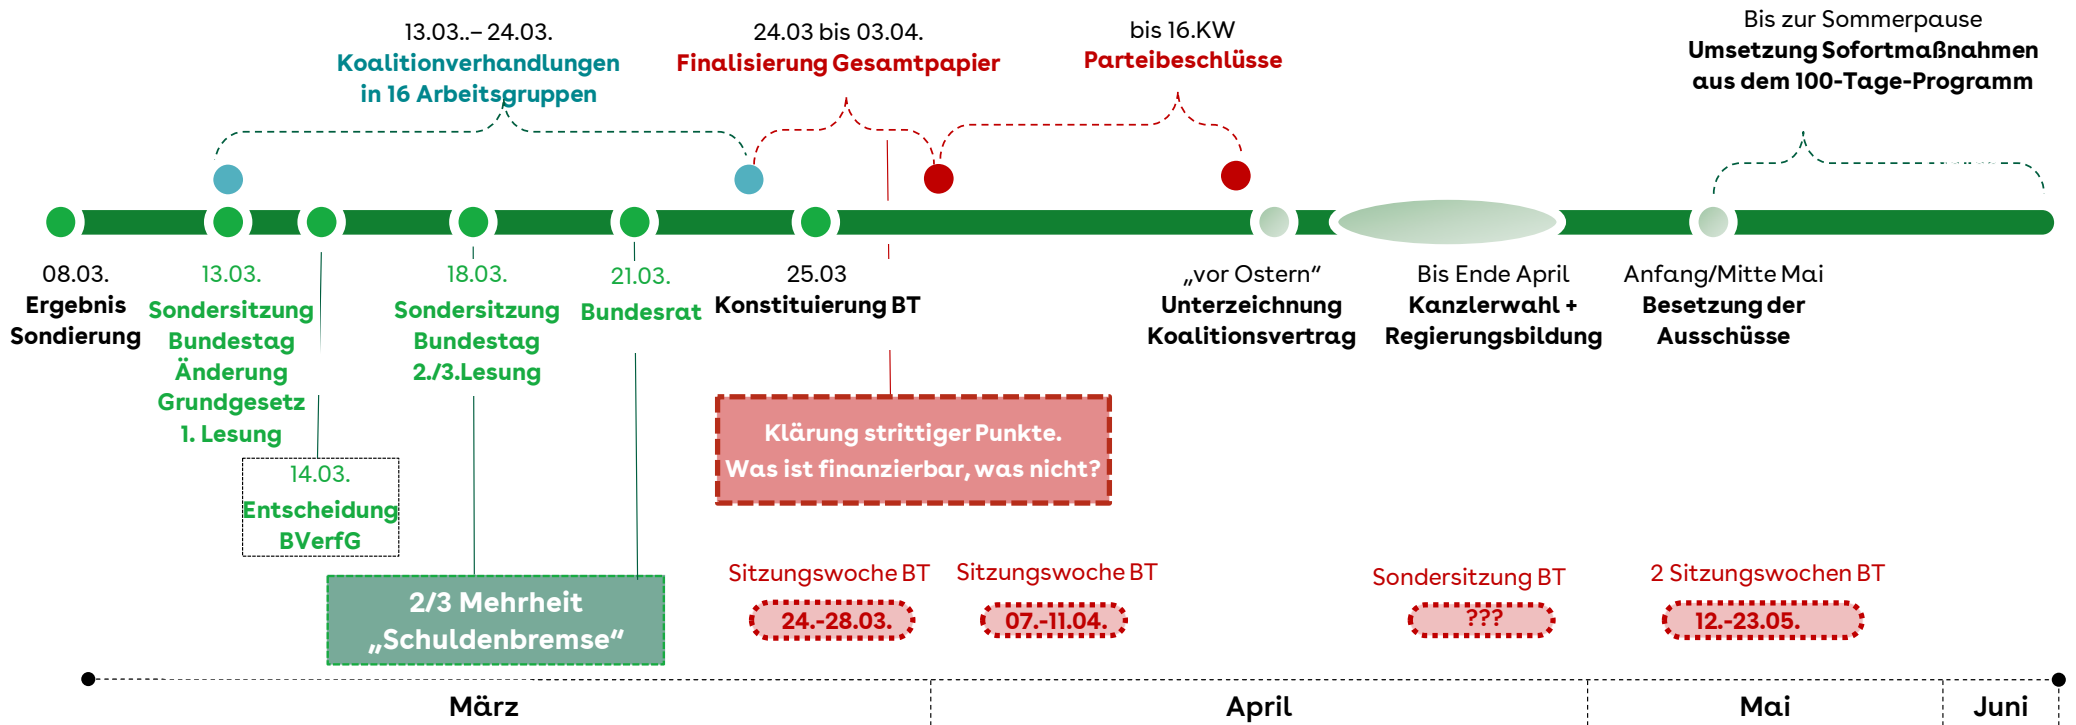 13.03..– 24.03.
Koalitionverhandlungen
in 16 Arbeitsgruppen
24.03 bis 03.04.
Finalisierung Gesamtpapier
bis 16.KW
Parteibeschlüsse
Bis zur Sommerpause
Umsetzung Sofortmaßnahmen
aus dem 100-Tage-Programm
08.03.
Ergebnis
Sondierung
13.03.
Sondersitzung
Bundestag
Änderung
Grundgesetz
1. Lesung
14.03.
Entscheidung
BVerfG
18.03.
Sondersitzung
Bundestag
2./3.Lesung
21.03.
Bundesrat
25.03
Konstituierung BT
„vor Ostern“
Unterzeichnung
Koalitionsvertrag
Bis Ende April
Kanzlerwahl +
Regierungsbildung
Anfang/Mitte Mai
Besetzung der
Ausschüsse
Klärung strittiger Punkte.
Was ist finanzierbar, was nicht?
2/3 Mehrheit
„Schuldenbremse“
Sitzungswoche BT
24.-28.03.
Sitzungswoche BT
07.-11.04.
Sondersitzung BT
???
2 Sitzungswochen BT
12.-23.05.
März
April
Mai
Juni